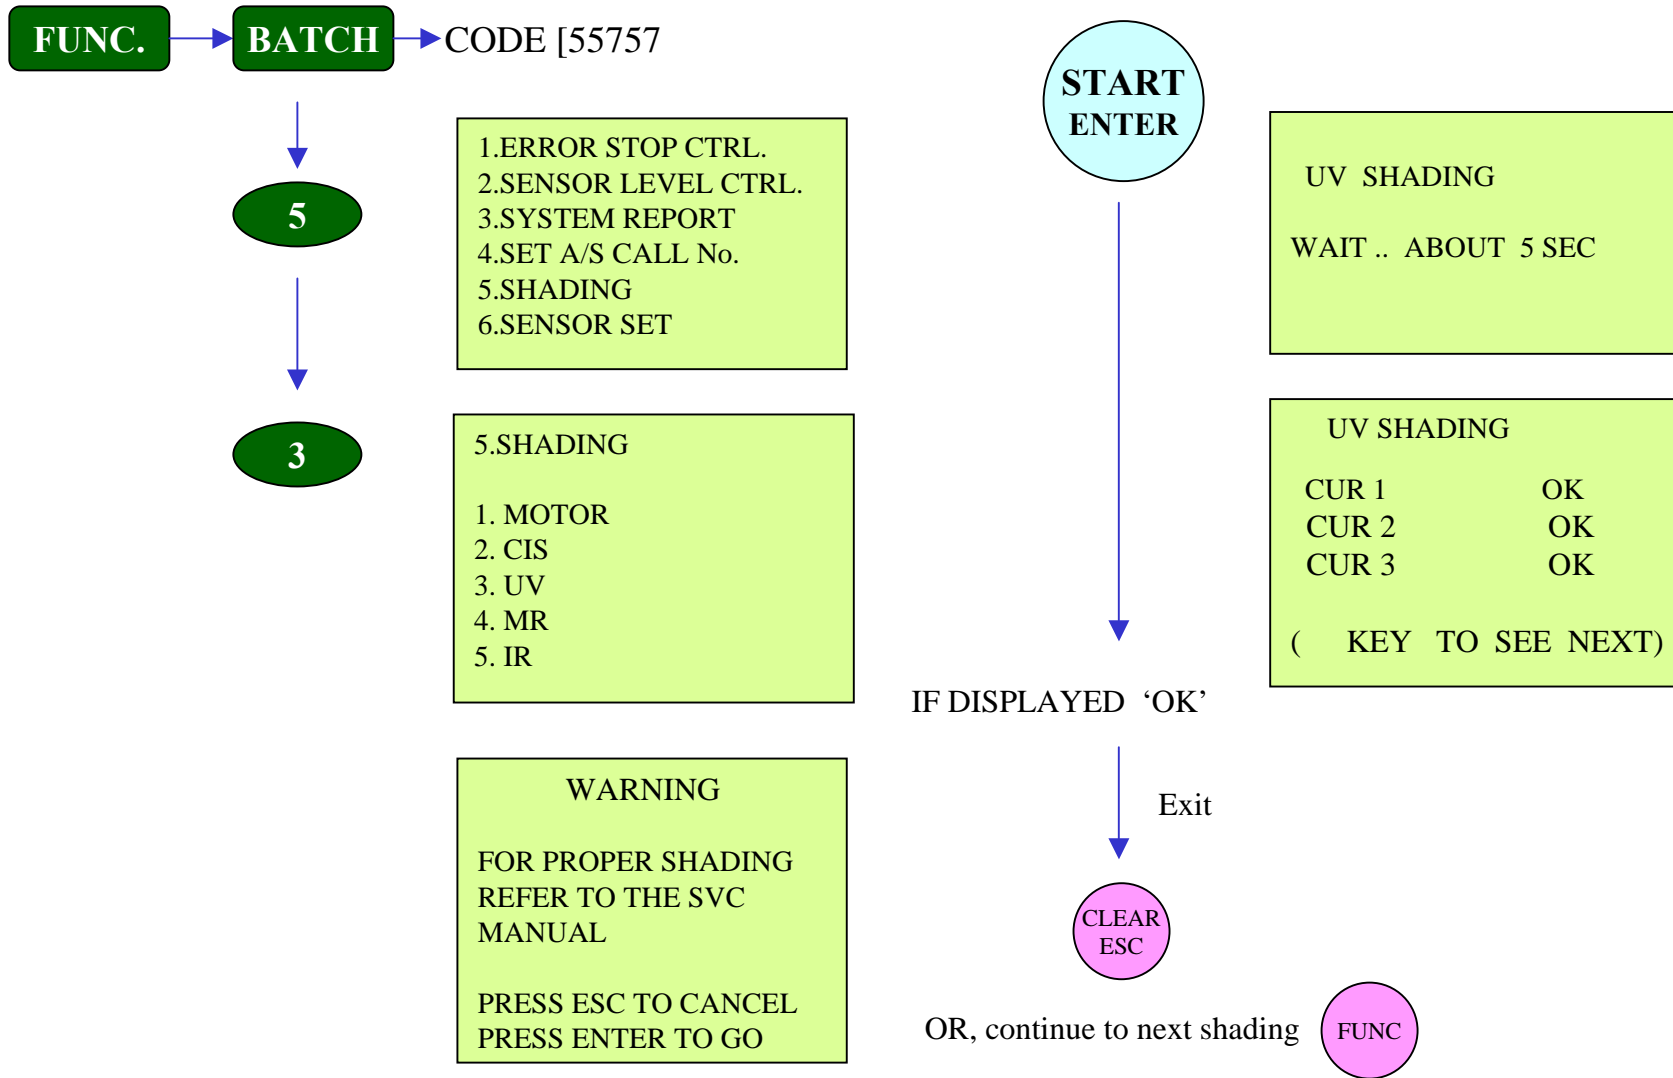 FUNC.
BATCH
CODE [55757
5
1.ERROR STOP CTRL.
2.SENSOR LEVEL CTRL.
3.SYSTEM REPORT
4.SET A/S CALL No.
5.SHADING
6.SENSOR SET
3
5.SHADING
1. MOTOR
2. CIS
3. UV
4. MR
5. IR
WARNING
FOR PROPER SHADING
REFER TO THE SVC
MANUAL
PRESS ESC TO CANCEL
PRESS ENTER TO GO
START
ENTER
UV SHADING
WAIT .. ABOUT 5 SEC
UV SHADING
CUR 1 OK
CUR 2 OK
CUR 3 OK
( KEY TO SEE NEXT)
IF DISPLAYED ‘OK’
Exit
CLEAR
ESC
OR, continue to next shading
FUNC